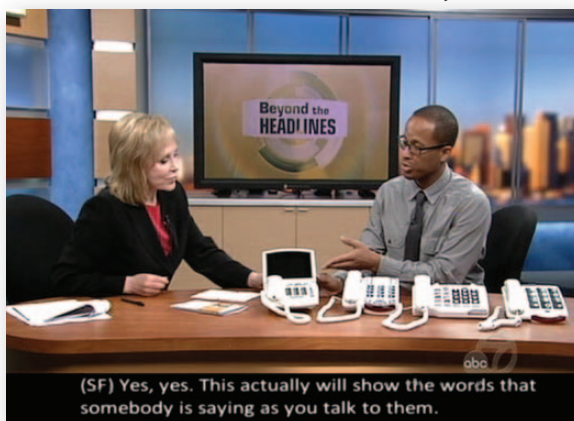 Beyond the
HEADLINES
abc 7
(SF) Yes, yes. This actually will show the words that
somebody is saying as you talk to them.